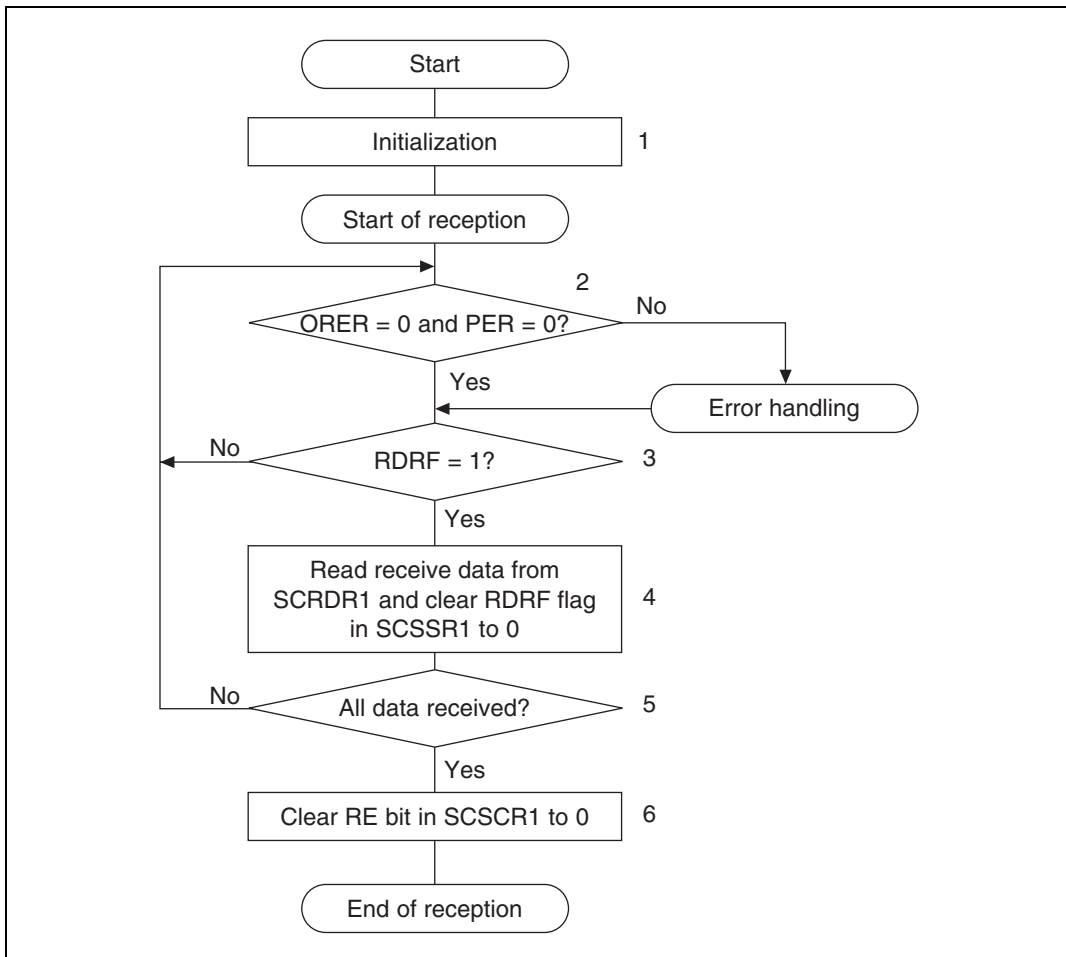 Start
Initialization
1
Start of reception
2
ORER = 0 and PER = 0?
No
Yes
Error handling
No
RDRF = 1?
3
Yes
Read receive data from
SCRDR1 and clear RDRF flag
in SCSSR1 to 0
4
No
All data received?
5
Yes
Clear RE bit in SCSCR1 to 0
6
End of reception